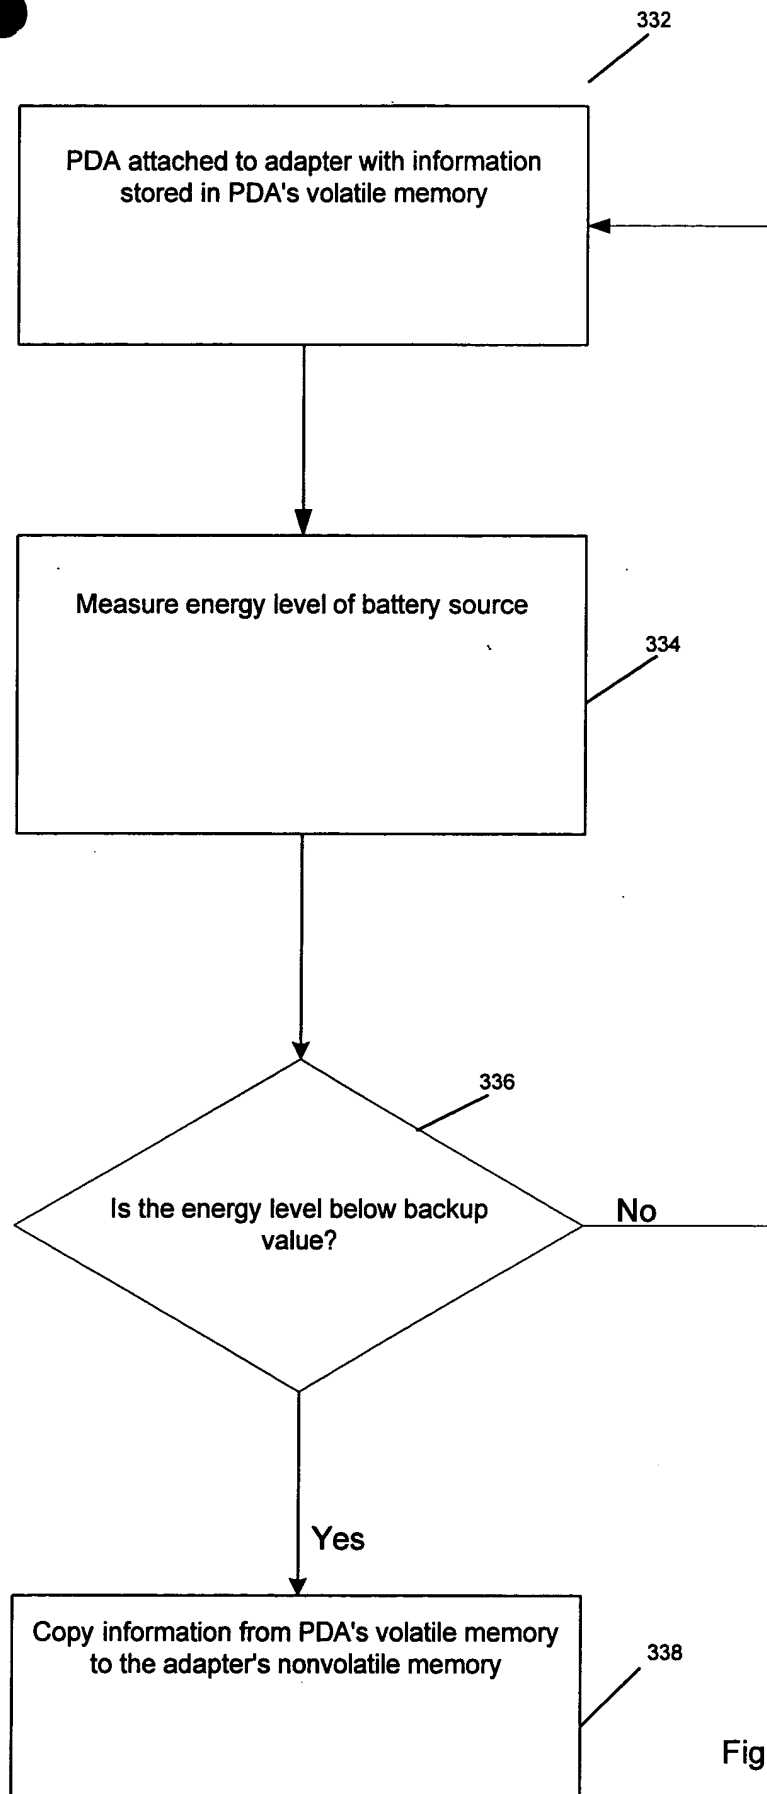 332
PDA attached to adapter with information
stored in PDA's volatile memory
Measure energy level of battery source
334
336
Is the energy level below backup
value?
No
Yes
Copy information from PDA's volatile memory
to the adapter's nonvolatile memory
338
Fig